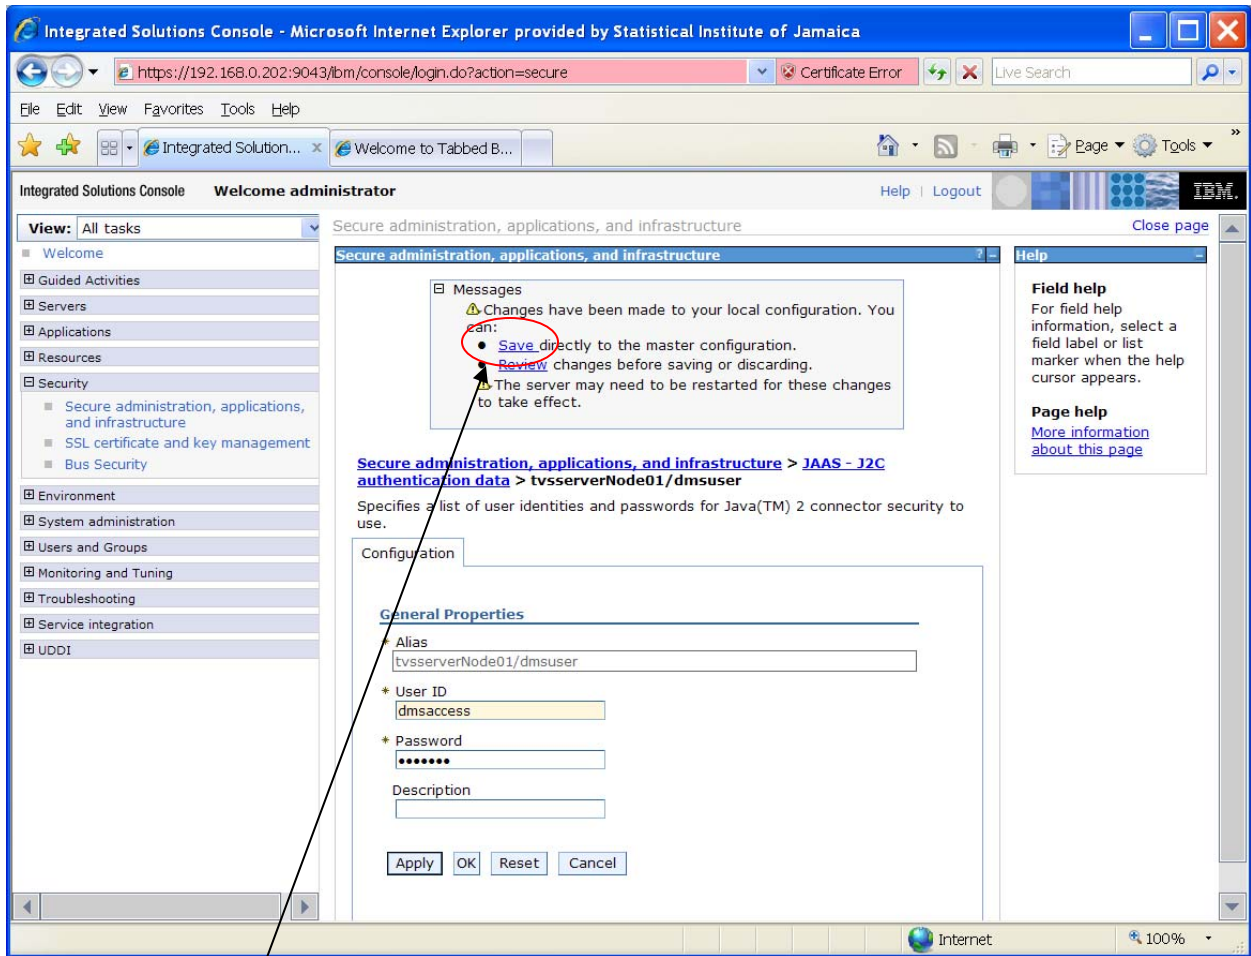 Integrated Solutions Console - Microsoft Internet Explorer provided by Statistical Institute of Jamaica
https://192.168.0.202:9043/ibm/console/login.do?action=secure
Certificate Error
Live Search
File Edit View Favorites Tools Help
Integrated Solution... x
Welcome to Tabbed B...
Page Tools »
Integrated Solutions Console Welcome administrator
Help | Logout
IBM.
View: All tasks
Welcome
Guided Activities
Servers
Applications
Resources
Security
Secure administration, applications,
and infrastructure
SSL certificate and key management
Bus Security
Environment
System administration
Users and Groups
Monitoring and Tuning
Troubleshooting
Service integration
UDDI
Secure administration, applications, and infrastructure
Close page
Secure administration, applications, and infrastructure
? -
Messages
Changes have been made to your local configuration. You
can:
• Save directly to the master configuration.
• Review changes before saving or discarding.
The server may need to be restarted for these changes
to take effect.
Secure administration, applications, and infrastructure > JAAS - J2C
authentication data > tvsserverNode01/dmsuser
Specifies a list of user identities and passwords for Java(TM) 2 connector security to
use.
Configuration
General Properties
* Alias
tvsserverNode01/dmsuser
* User ID
dmsaccess
* Password
•••••••
Description
Apply OK Reset Cancel
Help
Field help
For field help
information, select a
field label or list
marker when the help
cursor appears.
Page help
More information
about this page
Internet
100%